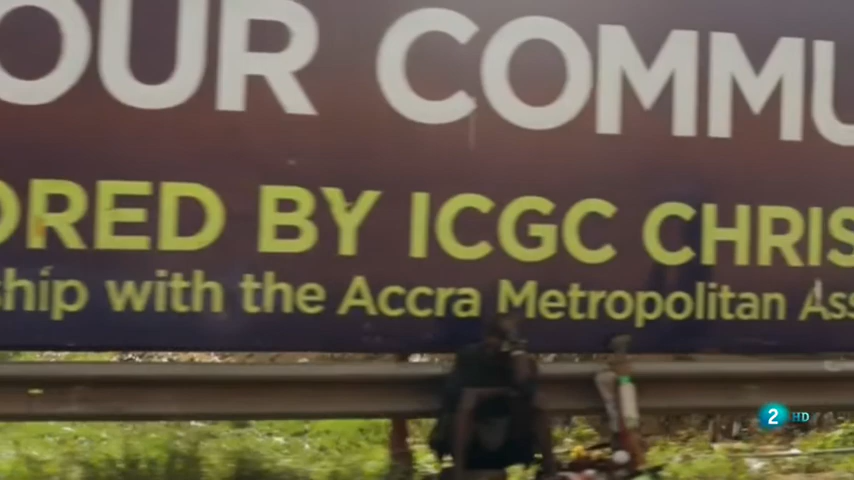 OUR COMMU
ORED BY ICGC CHRIS
ship with the Accra Metropolitan Ass
2 HD